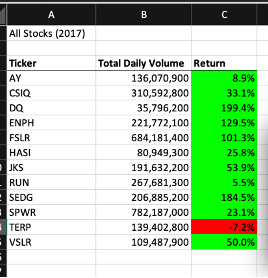 A B C
All Stocks (2017)
Ticker Total Daily Volume Return
AY 136,070,900 8.9%
CSIQ 310,592,800 33.1%
DQ 35,796,200 199.4%
ENPH 221,772,100 129.5%
FSLR 684,181,400 101.3%
HASI 80,949,300 25.8%
JKS 191,632,200 53.9%
RUN 267,681,300 5.5%
SEDG 206,885,200 184.5%
SPWR 782,187,000 23.1%
TERP 139,402,800 -7.2%
VSLR 109,487,900 50.0%